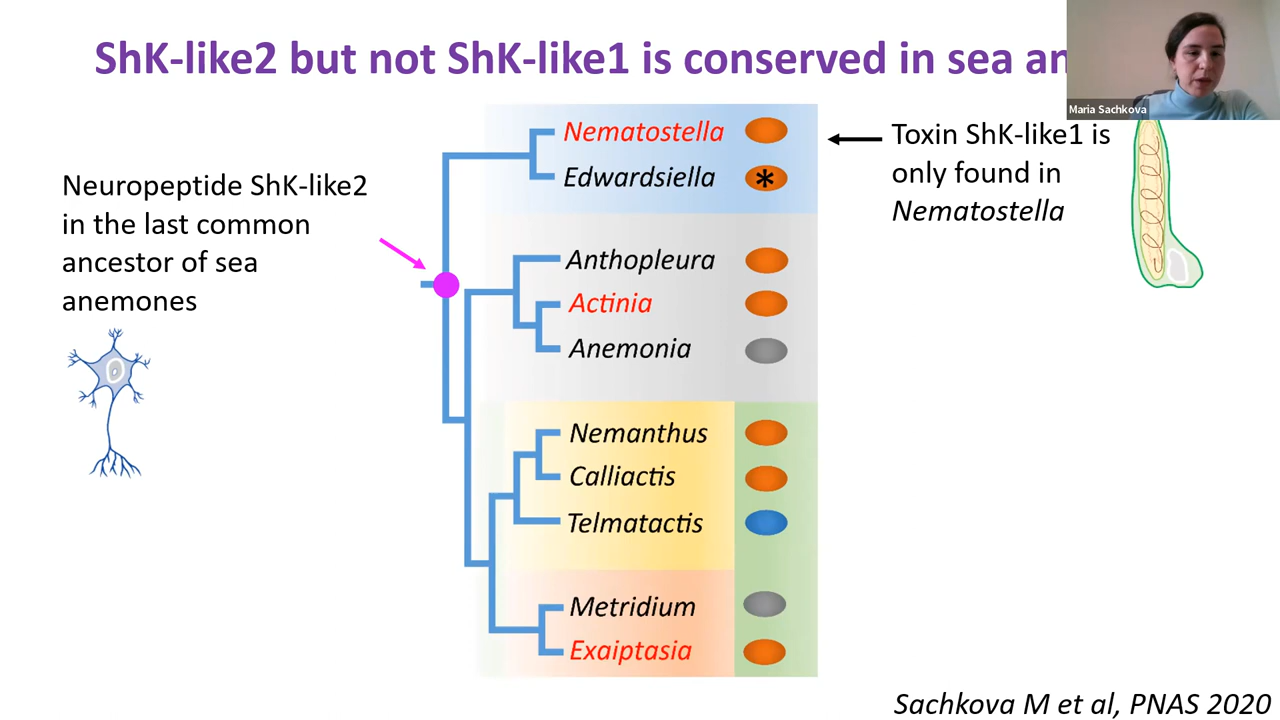 ShK-like2 but not ShK-like1 is conserved in sea
Maria Sachkova
Neuropeptide ShK-like2
in the last common
ancestor of sea
anemones
Nematostella
Edwardsiella
*
Anthopleura
Actinia
Anemonia
Nemanthus
Calliactis
Telmatactis
Metridium
Exaiptasia
Toxin ShK-like1 is
only found in
Nematostella
Sachkova M et al, PNAS 2020